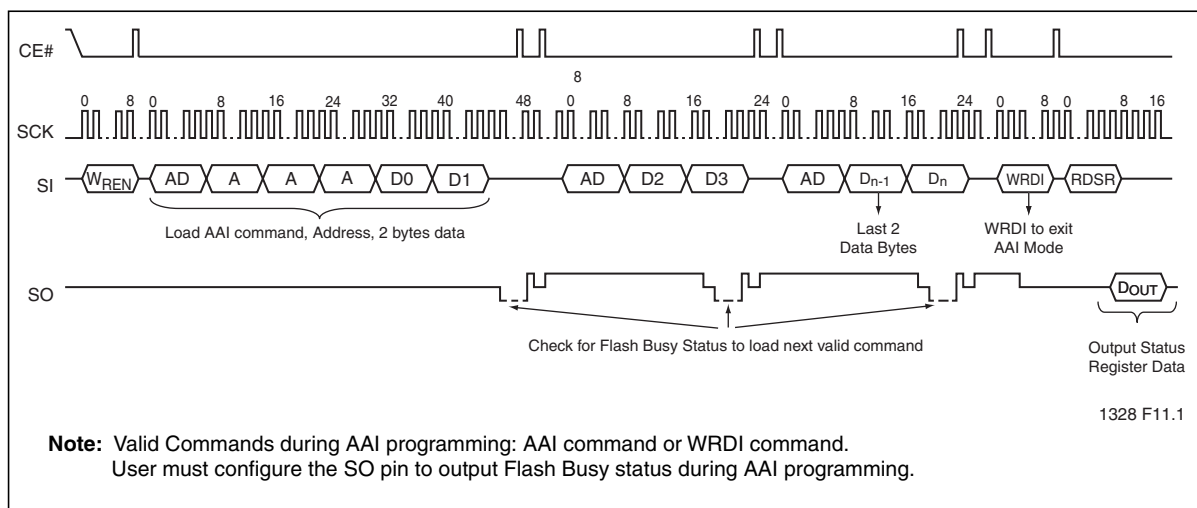 CE#
8
0 8 0 8 16 24 32 40 48 0 8 16 24 0 8 16 24 0 8 0 8 16
SCK
SI WREN AD A A A D0 D1 AD D2 D3 AD Dn-1 Dn WRDI RDSR
Load AAI command, Address, 2 bytes data
Last 2
Data Bytes
WRDI to exit
AAI Mode
SO DOUT
Check for Flash Busy Status to load next valid command
Output Status
Register Data
1328 F11.1
Note: Valid Commands during AAI programming: AAI command or WRDI command.
User must configure the SO pin to output Flash Busy status during AAI programming.